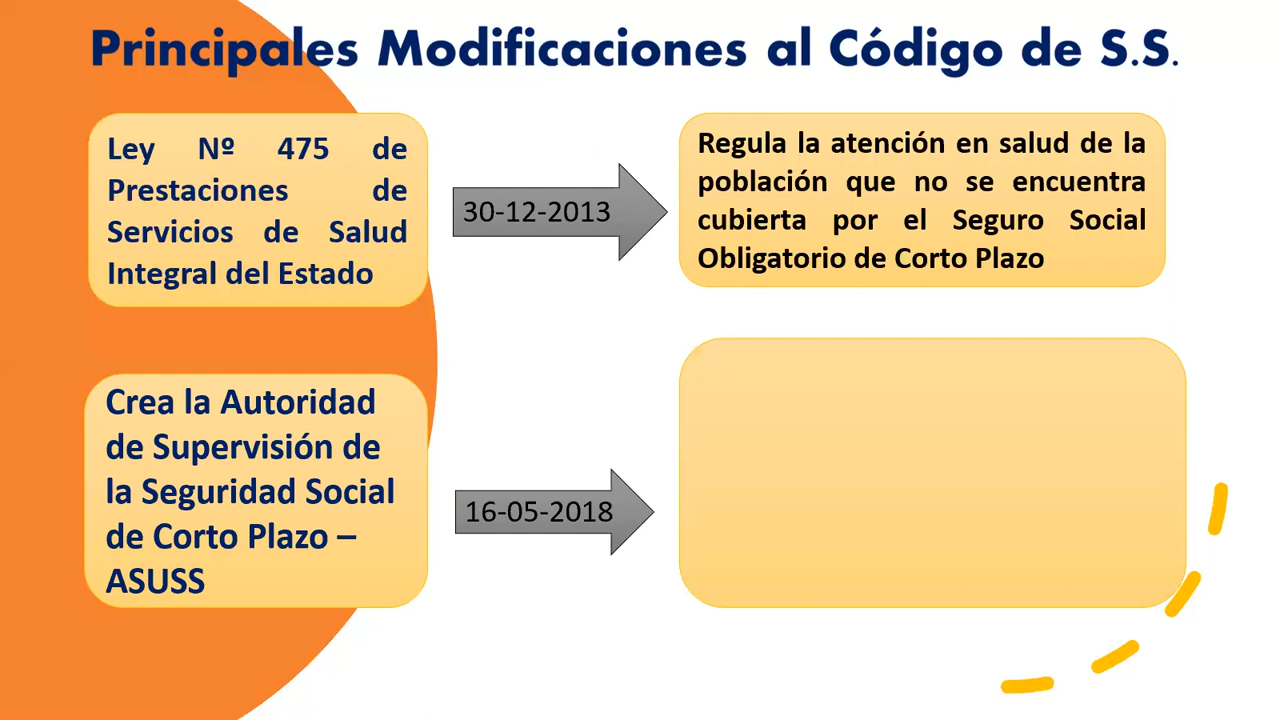 Principales Modificaciones al Código de S.S.
Ley Nº 475 de
Prestaciones de
Servicios de Salud
Integral del Estado
30-12-2013
Regula la atención en salud de la
población que no se encuentra
cubierta por el Seguro Social
Obligatorio de Corto Plazo
Crea la Autoridad
de Supervisión de
la Seguridad Social
de Corto Plazo –
ASUSS
16-05-2018